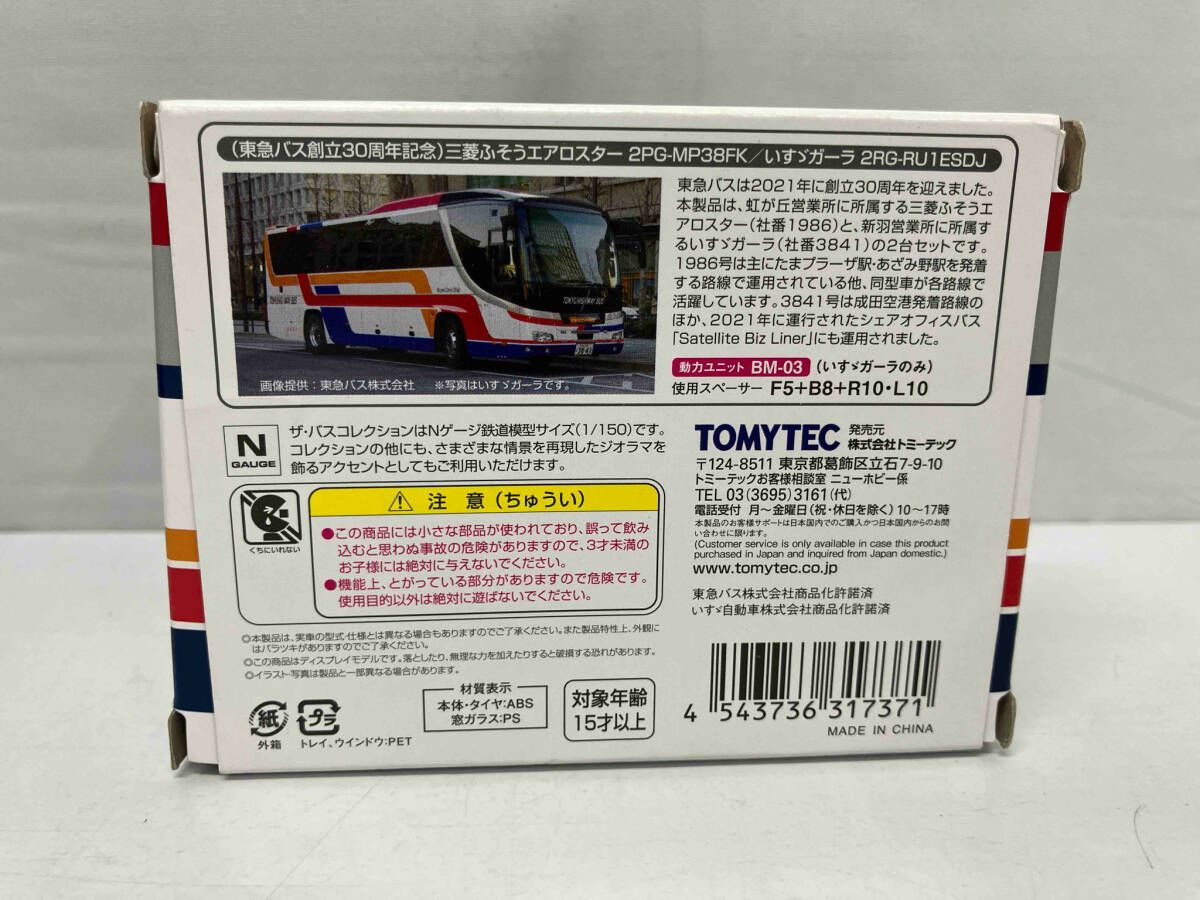 （東急バス創立30周年記念）三菱ふそうエアロスター 2PG-MP38FK／いすゞガーラ 2RG-RU1ESDJ
東急バスは2021年に創立30周年を迎えました。
本製品は、虹が丘営業所に所属する三菱ふそうエ
アロスター（社番1986）と、新羽営業所に所属す
るいすゞガーラ（社番3841）の2台セットです。
1986号は主にたまプラーザ駅・あざみ野駅を発着
する路線で運用されている他、同型車が各路線で
活躍しています。3841号は成田空港発着路線の
ほか、2021年に運行されたシェアオフィスバス
「Satellite Biz Liner」にも運用されました。
動力ユニット BM-03 （いすゞガーラのみ）
使用スペーサー F5+B8+R10・L10
TOKYU HIGHWAY BUS
画像提供：東急バス株式会社 ※写真はいすゞガーラです。
N GAUGE
ザ・バスコレクションはNゲージ鉄道模型サイズ（1/150）です。
コレクションの他にも、さまざまな情景を再現したジオラマを
飾るアクセントとしてもご利用いただけます。
くちにいれない
注 意（ちゅうい）
●この商品には小さな部品が使われており、誤って飲み
込むと思わぬ事故の危険がありますので、3才未満の
お子様には絶対に与えないでください。
●機能上、とがっている部分がありますので危険です。
使用目的以外は絶対に遊ばないでください。
◎本製品は、実車の型式・仕様とは異なる場合もありますのでご了承ください。また製品特性上、外観に
はバラツキがありますのでご了承ください。
◎この商品はディスプレイモデルです。落としたり、無理な力を加えたりすると破損する恐れがあります。
◎イラスト・写真は製品と一部異なる場合があります。
紙
外箱
プラ
トレイ、ウインドウ：PET
材質表示
本体・タイヤ：ABS
窓ガラス：PS
対象年齢
15才以上
TOMYTEC 発売元 株式会社トミーテック
〒124-8511 東京都葛飾区立石7-9-10
トミーテックお客様相談室 ニューホビー係
TEL 03（3695）3161（代）
電話受付 月〜金曜日（祝・休日を除く）10〜17時
本製品のお客様サポートは日本国内でのご購入かつ日本国内からのお問
い合わせに限ります。
(Customer service is only available in case this product
purchased in Japan and inquired from Japan domestic.)
www.tomytec.co.jp
東急バス株式会社商品化許諾済
いすゞ自動車株式会社商品化許諾済
4 543736 317371
MADE IN CHINA